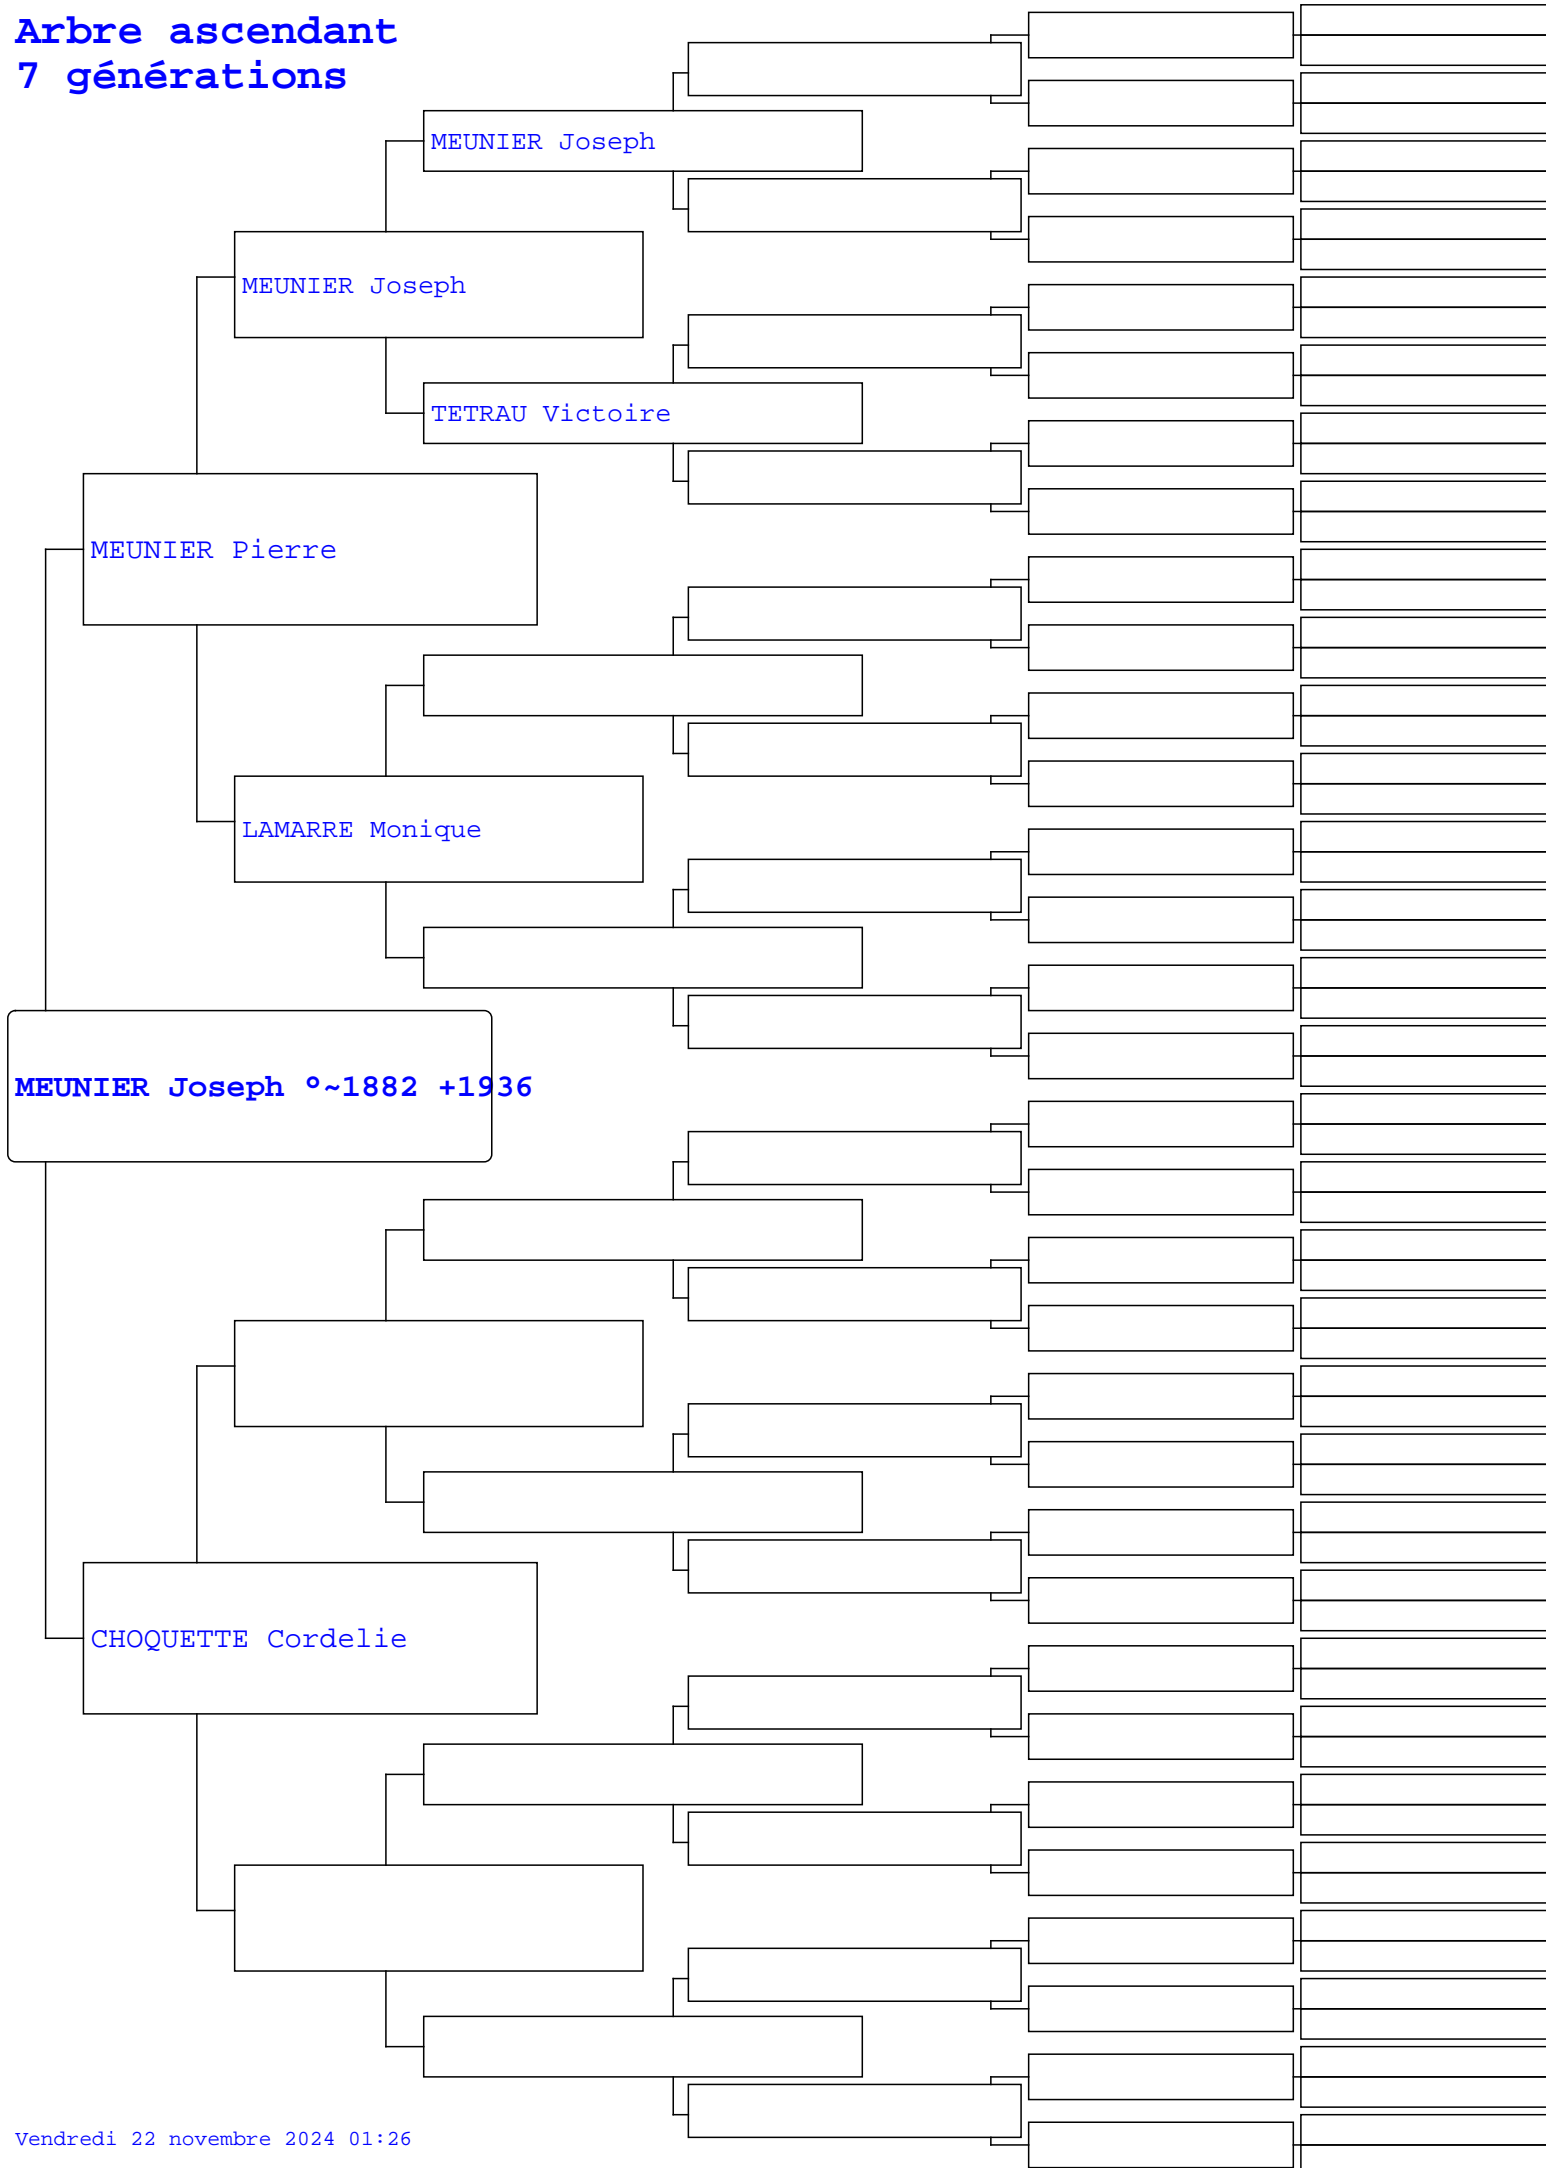 Arbre ascendant
7 générations
MEUNIER Joseph
MEUNIER Joseph
TETRAU Victoire
MEUNIER Pierre
LAMARRE Monique
MEUNIER Joseph °~1882 +1936
CHOQUETTE Cordelie
Vendredi 22 novembre 2024 01:26